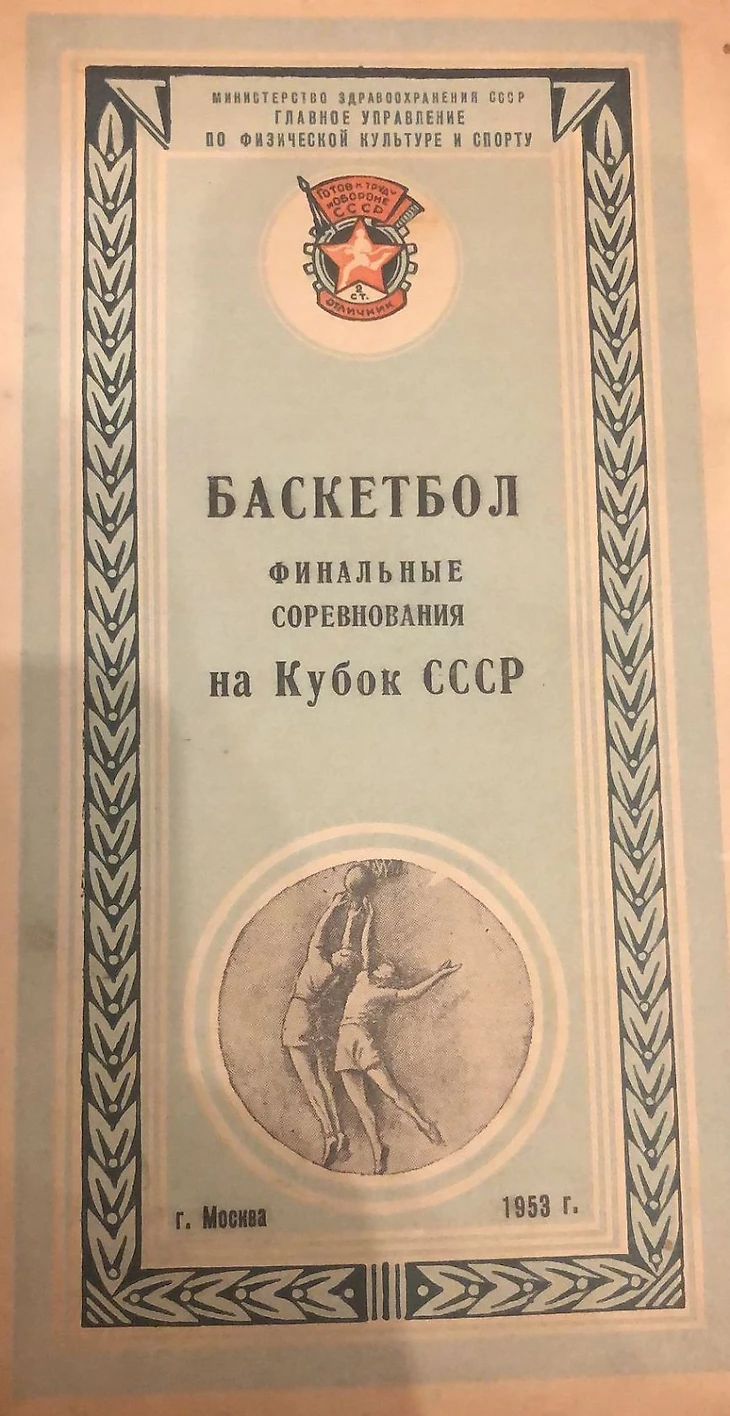 МИНИСТЕРСТВО ЗДРАВООХРАНЕНИЯ СССР
ГЛАВНОЕ УПРАВЛЕНИЕ
ПО ФИЗИЧЕСКОЙ КУЛЬТУРЕ И СПОРТУ
ГОТОВ К ТРУДУ
И ОБОРОНЕ
СССР
2
СТ.
ОТЛИЧНИК
БАСКЕТБОЛ
ФИНАЛЬНЫЕ
СОРЕВНОВАНИЯ
на Кубок СССР
г. Москва
1953 г.